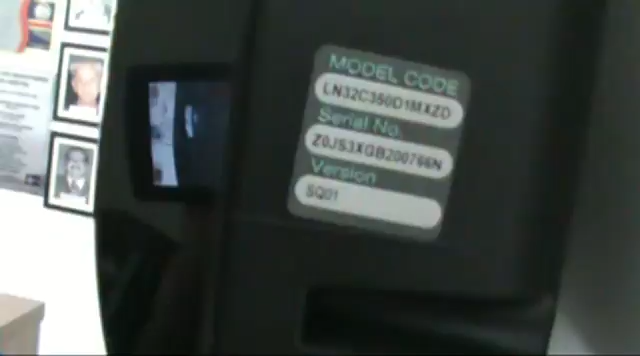 MODEL CODE
LN32C350D1MXZD
Serial No.
Z0JS3XGB200766N
Version
SQ01